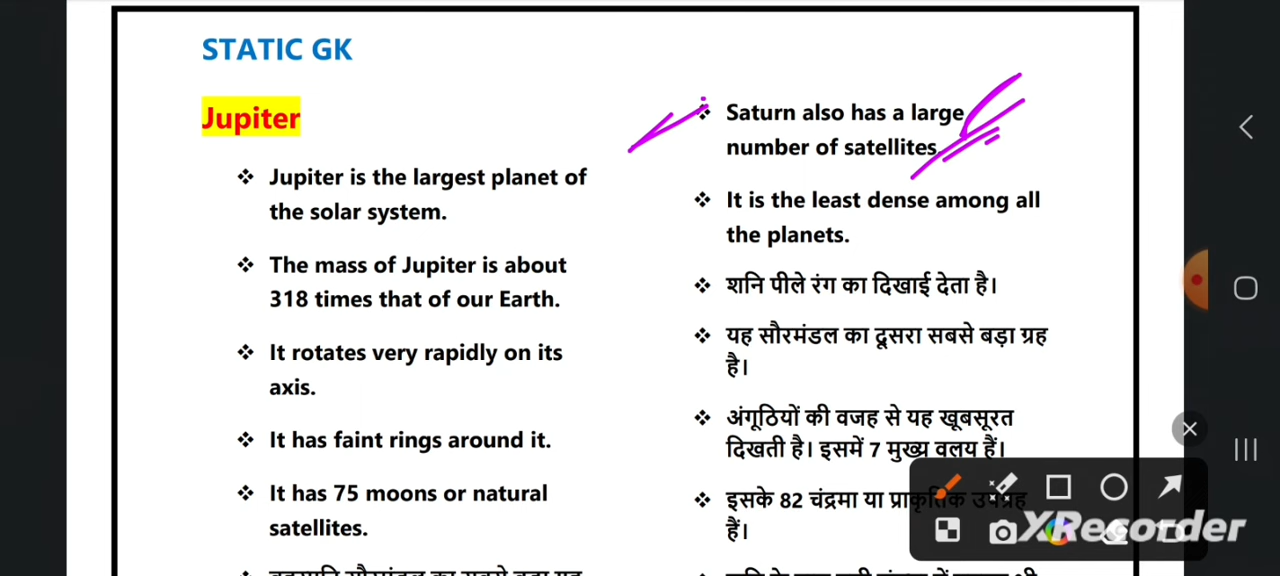 STATIC GK
Jupiter
❖ Jupiter is the largest planet of
the solar system.
❖ The mass of Jupiter is about
318 times that of our Earth.
❖ It rotates very rapidly on its
axis.
❖ It has faint rings around it.
❖ It has 75 moons or natural
satellites.
❖ Saturn also has a large
number of satellites.
❖ It is the least dense among all
the planets.
❖ शनि पीले रंग का दिखाई देता है।
❖ यह सौरमंडल का दूसरा सबसे बड़ा ग्रह
है।
❖ अंगूठियों की वजह से यह खूबसूरत
दिखती है। इसमें 7 मुख्य वलय हैं।
❖ इसके 82 चंद्रमा या प्राकृतिक उपग्रह
हैं।
XRecorder